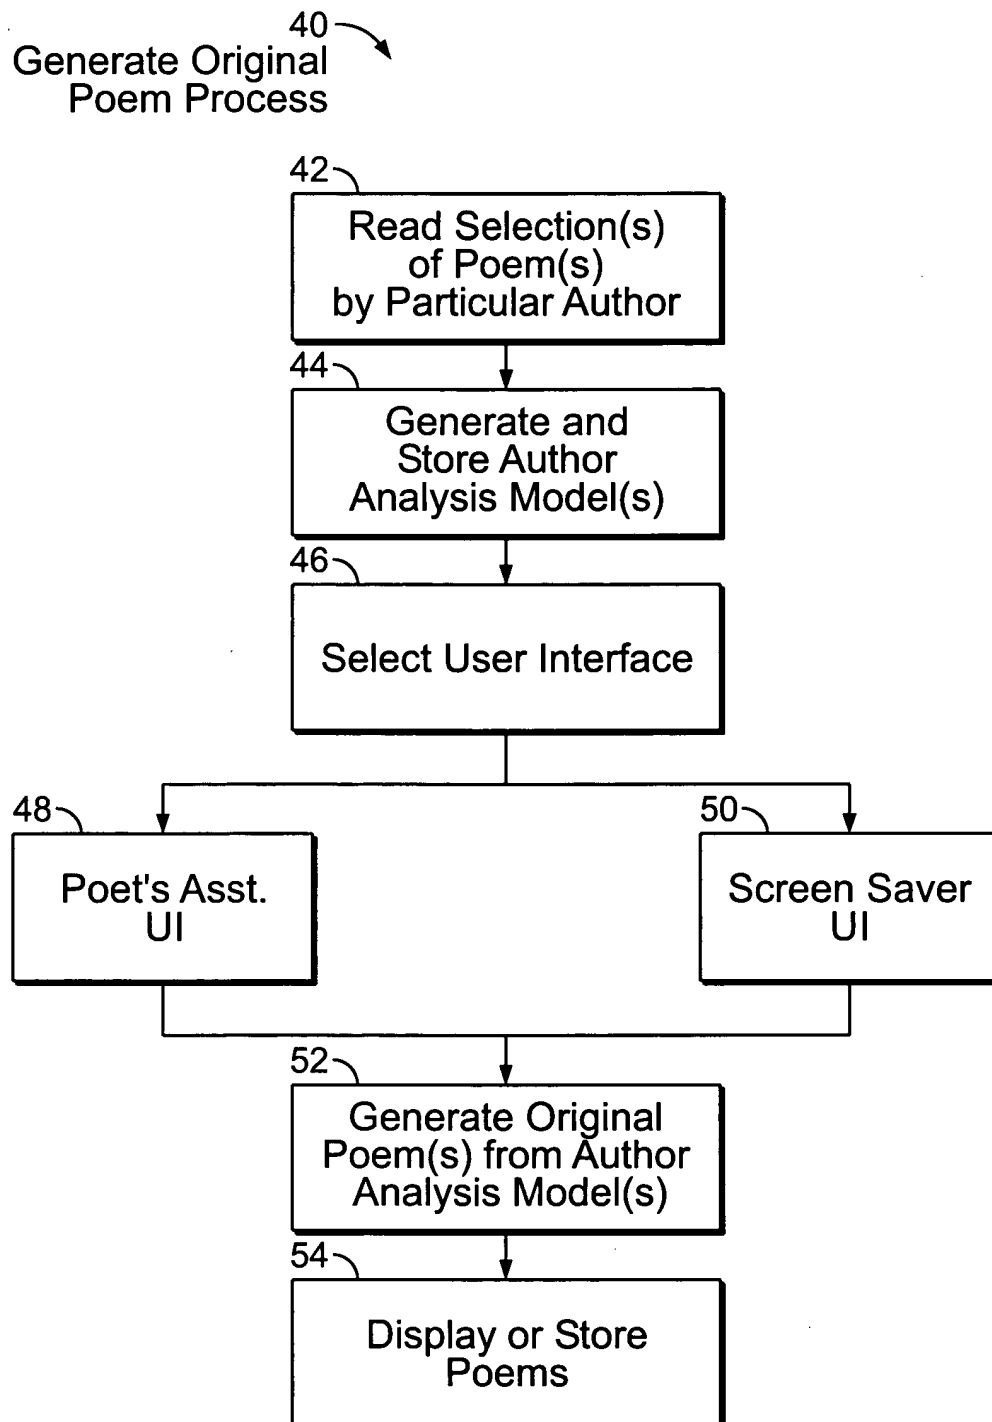 40
Generate Original
Poem Process
42
Read Selection(s)
of Poem(s)
by Particular Author
44
Generate and
Store Author
Analysis Model(s)
46
Select User Interface
48
Poet's Asst.
UI
50
Screen Saver
UI
52
Generate Original
Poem(s) from Author
Analysis Model(s)
54
Display or Store
Poems